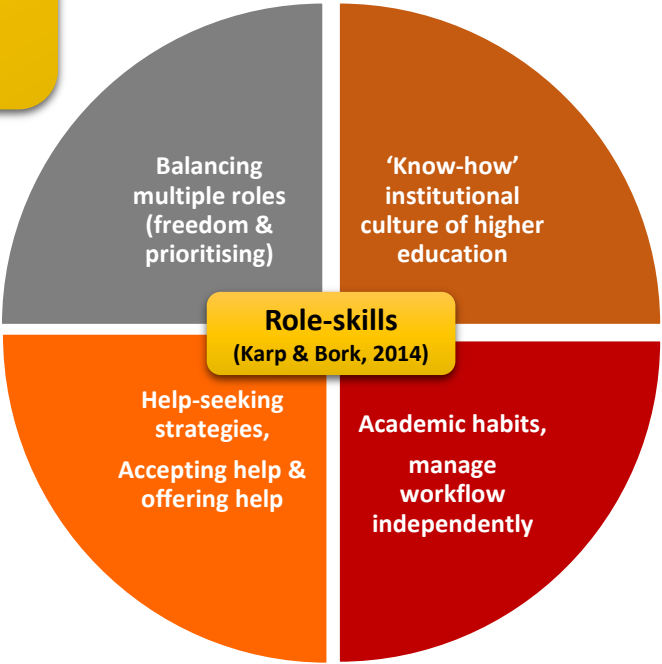 Balancing
multiple roles
(freedom &
prioritising)
‘Know-how’
institutional
culture of higher
education
Role-skills
(Karp & Bork, 2014)
Help-seeking
strategies,
Accepting help &
offering help
Academic habits,
manage
workflow
independently